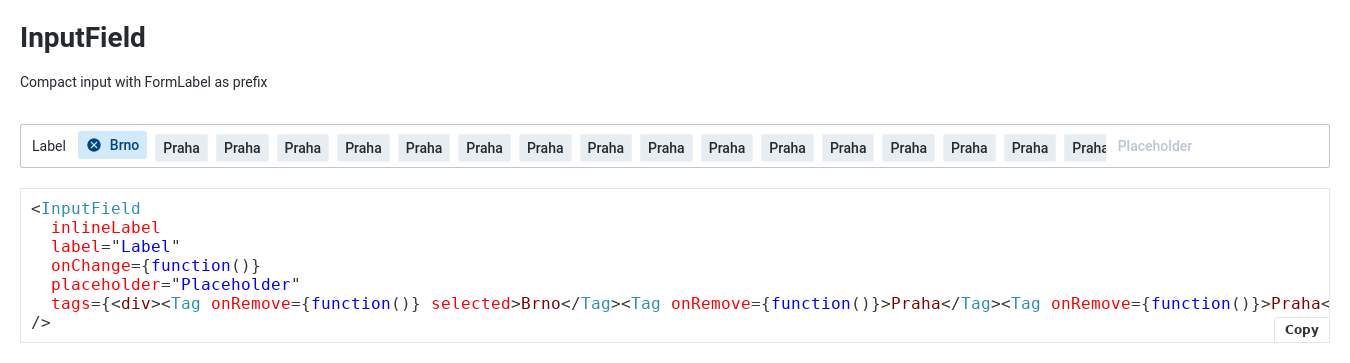 InputField
Compact input with FormLabel as prefix
Label Brno Praha Praha Praha Praha Praha Praha Praha Praha Praha Praha Praha Praha Praha Praha Praha Praha Placeholder
<InputField
  inlineLabel
  label="Label"
  onChange={function()}
  placeholder="Placeholder"
  tags={<div><Tag onRemove={function()} selected>Brno</Tag><Tag onRemove={function()}>Praha</Tag><Tag onRemove={function()}>Praha<
/>
Copy